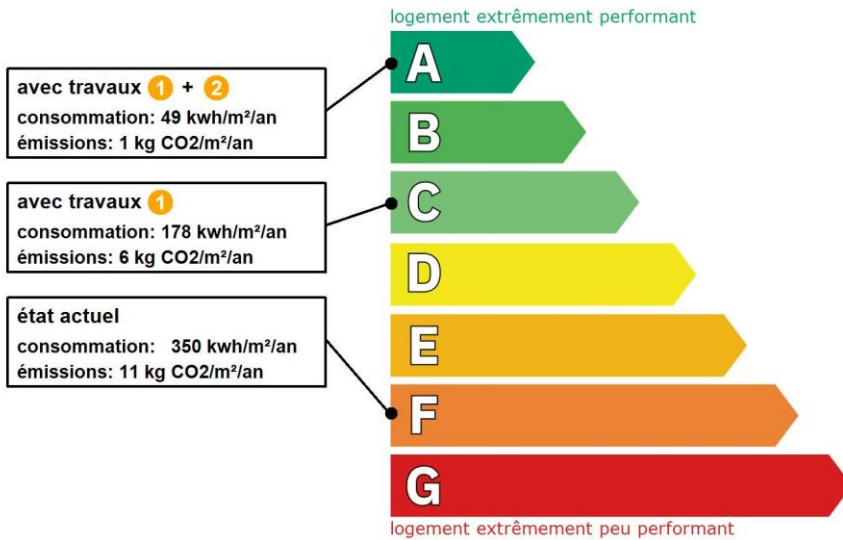 logement extrêmement performant
A
avec travaux 1 + 2
consommation: 49 kwh/m²/an
émissions: 1 kg CO2/m²/an
B
avec travaux 1
consommation: 178 kwh/m²/an
émissions: 6 kg CO2/m²/an
C
D
état actuel
consommation: 350 kwh/m²/an
émissions: 11 kg CO2/m²/an
E
F
G
logement extrêmement peu performant